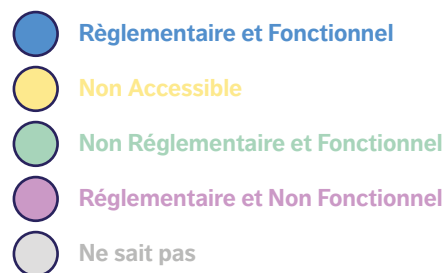 Règlementaire et Fonctionnel
Non Accessible
Non Réglementaire et Fonctionnel
Réglementaire et Non Fonctionnel
Ne sait pas